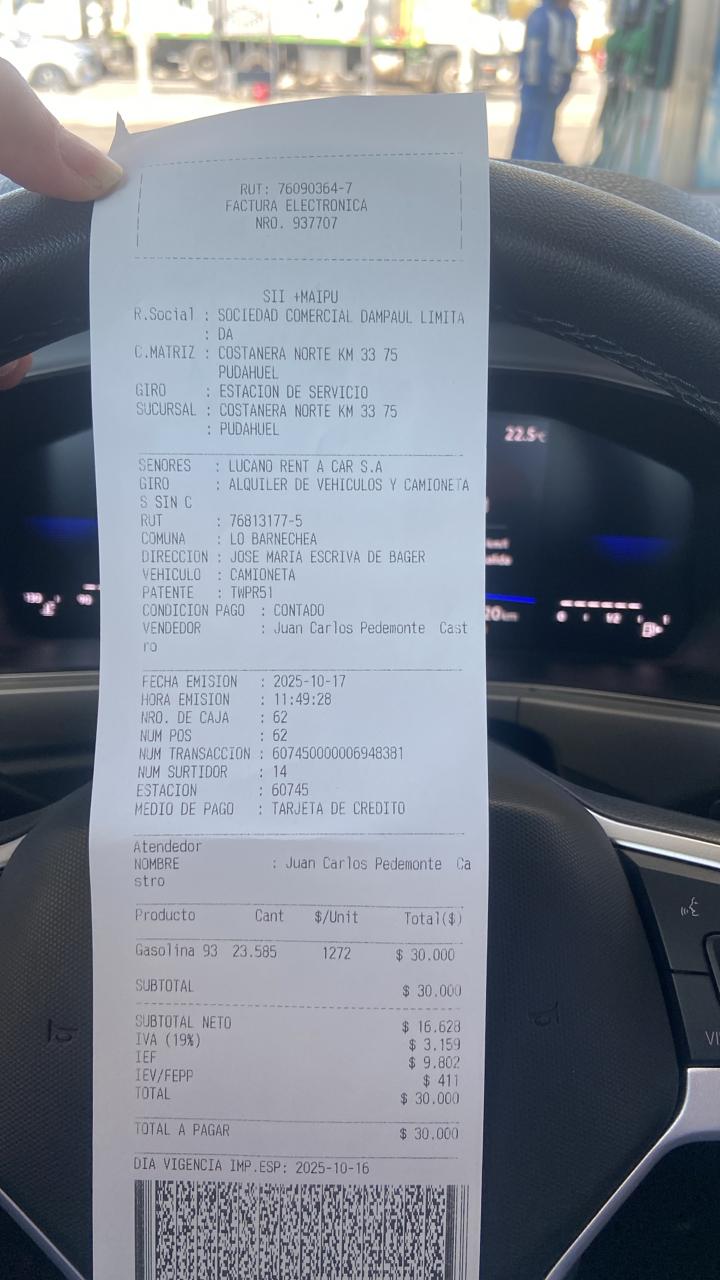 RUT: 76090364-7
FACTURA ELECTRONICA
NRO. 937707
SII +MAIPU
R.Social : SOCIEDAD COMERCIAL DAMPAUL LIMITA
: DA
C.MATRIZ : COSTANERA NORTE KM 33 75
PUDAHUEL
GIRO : ESTACION DE SERVICIO
SUCURSAL : COSTANERA NORTE KM 33 75
: PUDAHUEL
SENORES : LUCANO RENT A CAR S.A
GIRO : ALQUILER DE VEHICULOS Y CAMIONETA
S SIN C
RUT : 76813177-5
COMUNA : LO BARNECHEA
DIRECCION : JOSE MARIA ESCRIVA DE BAGER
VEHICULO : CAMIONETA
PATENTE : TWPR51
CONDICION PAGO : CONTADO
VENDEDOR : Juan Carlos Pedemonte Cast
ro
FECHA EMISION : 2025-10-17
HORA EMISION : 11:49:28
NRO. DE CAJA : 62
NUM POS : 62
NUM TRANSACCION : 607450000006948381
NUM SURTIDOR : 14
ESTACION : 60745
MEDIO DE PAGO : TARJETA DE CREDITO
Atendedor
NOMBRE : Juan Carlos Pedemonte Ca
stro
Producto Cant $/Unit Total($)
Gasolina 93 23.585 1272 $ 30.000
SUBTOTAL $ 30.000
SUBTOTAL NETO $ 16.628
IVA (19%) $ 3.159
IEF $ 9.802
IEV/FEPP $ 411
TOTAL $ 30.000
TOTAL A PAGAR $ 30.000
DIA VIGENCIA IMP.ESP: 2025-10-16
22.5°C
130
90
0
1/2